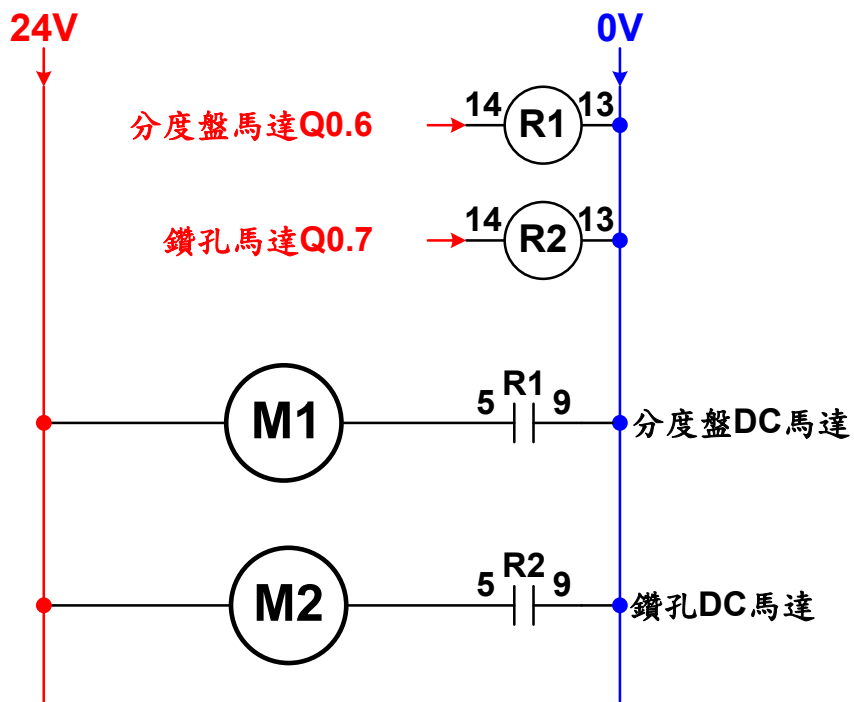 24V 0V
分度盤馬達Q0.6 14 R1 13
鑽孔馬達Q0.7 14 R2 13
R1
M1 5 9 分度盤DC馬達
R2
M2 5 9 鑽孔DC馬達